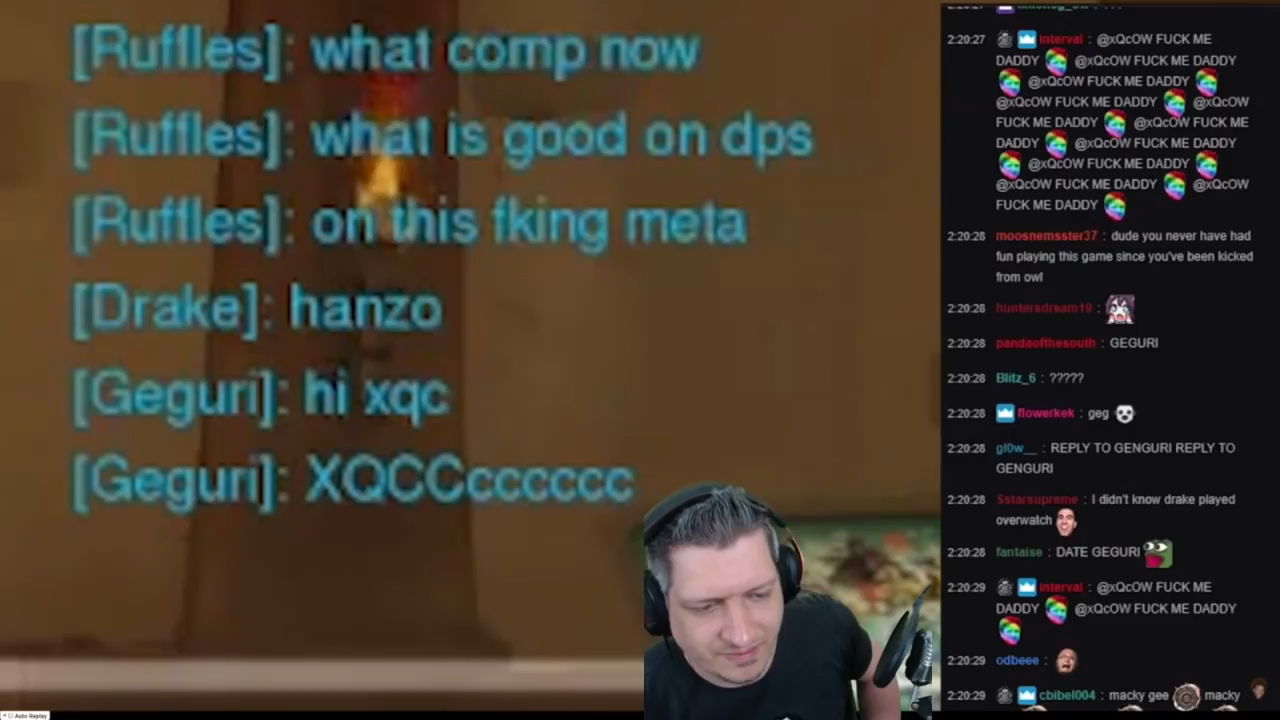 [Ruffles]: what comp now
[Ruffles]: what is good on dps
[Ruffles]: on this fking meta
[Drake]: hanzo
[Geguri]: hi xqc
[Geguri]: XQCCcccccc
2:20:27 interval : @xQcOW FUCK ME
DADDY @xQcOW FUCK ME DADDY
@xQcOW FUCK ME DADDY
@xQcOW FUCK ME DADDY @xQcOW
FUCK ME DADDY @xQcOW FUCK ME
DADDY @xQcOW FUCK ME DADDY
@xQcOW FUCK ME DADDY
@xQcOW FUCK ME DADDY @xQcOW
FUCK ME DADDY
2:20:28 moosnemsster37 : dude you never have had
fun playing this game since you've been kicked
from owl
2:20:28 huntersdream19 :
2:20:28 pandaofthesouth : GEGURI
2:20:28 Blitz_6 : ?????
2:20:28 flowerkek : geg
2:20:28 gl0w__ : REPLY TO GENGURI REPLY TO
GENGURI
2:20:28 Sstarsupreme : I didn't know drake played
overwatch
2:20:28 fantaise : DATE GEGURI
2:20:29 interval : @xQcOW FUCK ME
DADDY @xQcOW FUCK ME DADDY
2:20:29 odbeee :
2:20:29 cbibel004 : macky gee macky
Auto Replay